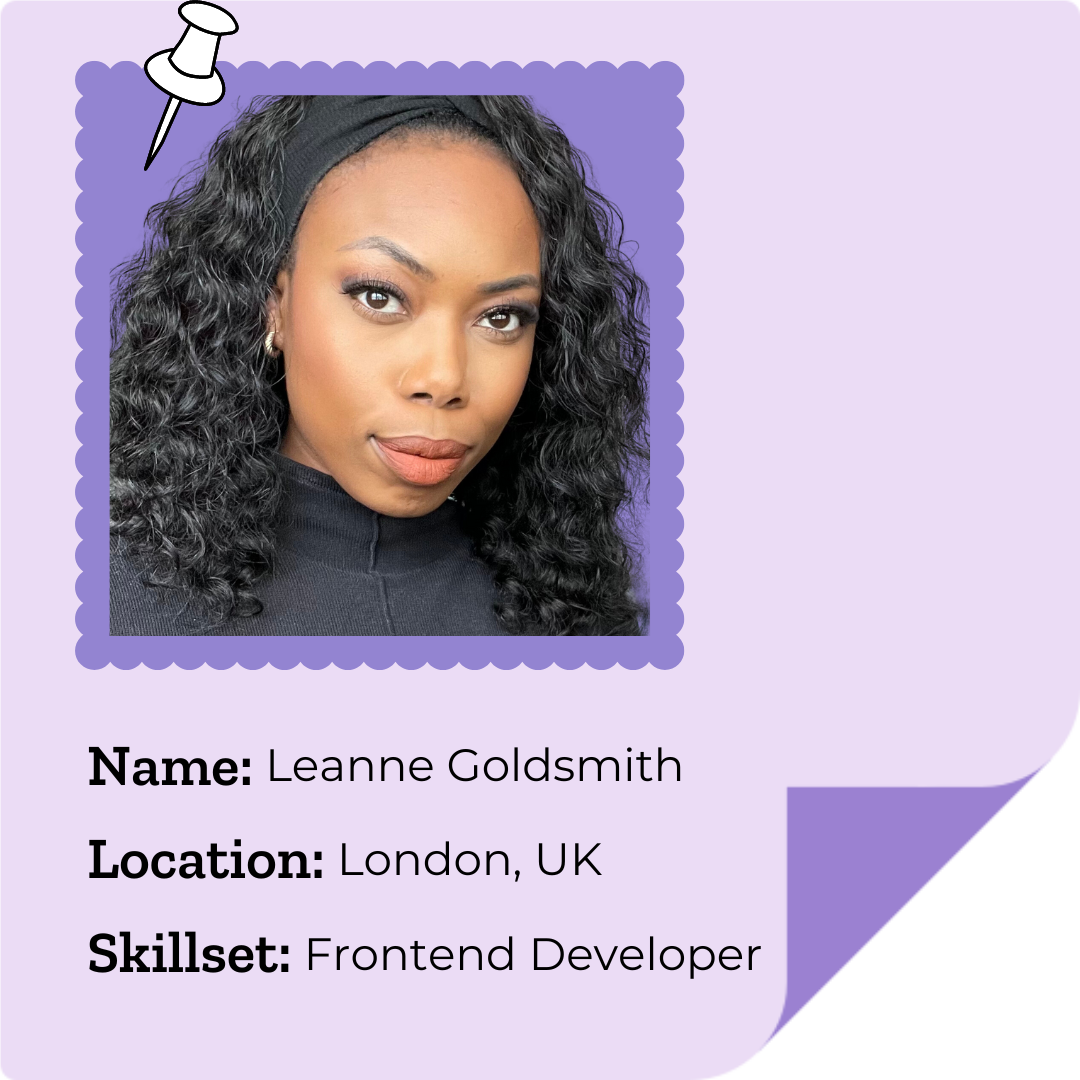 Name: Leanne Goldsmith
Location: London, UK
Skillset: Frontend Developer